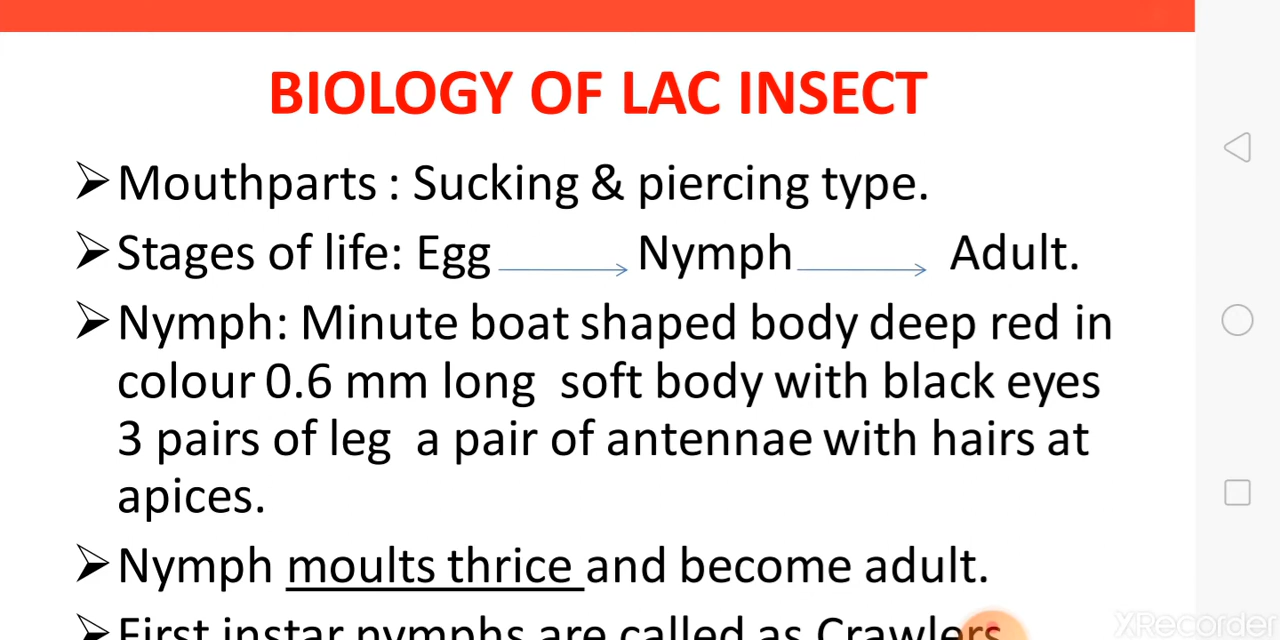 BIOLOGY OF LAC INSECT
➢Mouthparts : Sucking & piercing type.
➢Stages of life: Egg → Nymph → Adult.
➢Nymph: Minute boat shaped body deep red in
colour 0.6 mm long soft body with black eyes
3 pairs of leg a pair of antennae with hairs at
apices.
➢Nymph moults thrice and become adult.
➢First instar nymphs are called as Crawlers
XRecorder